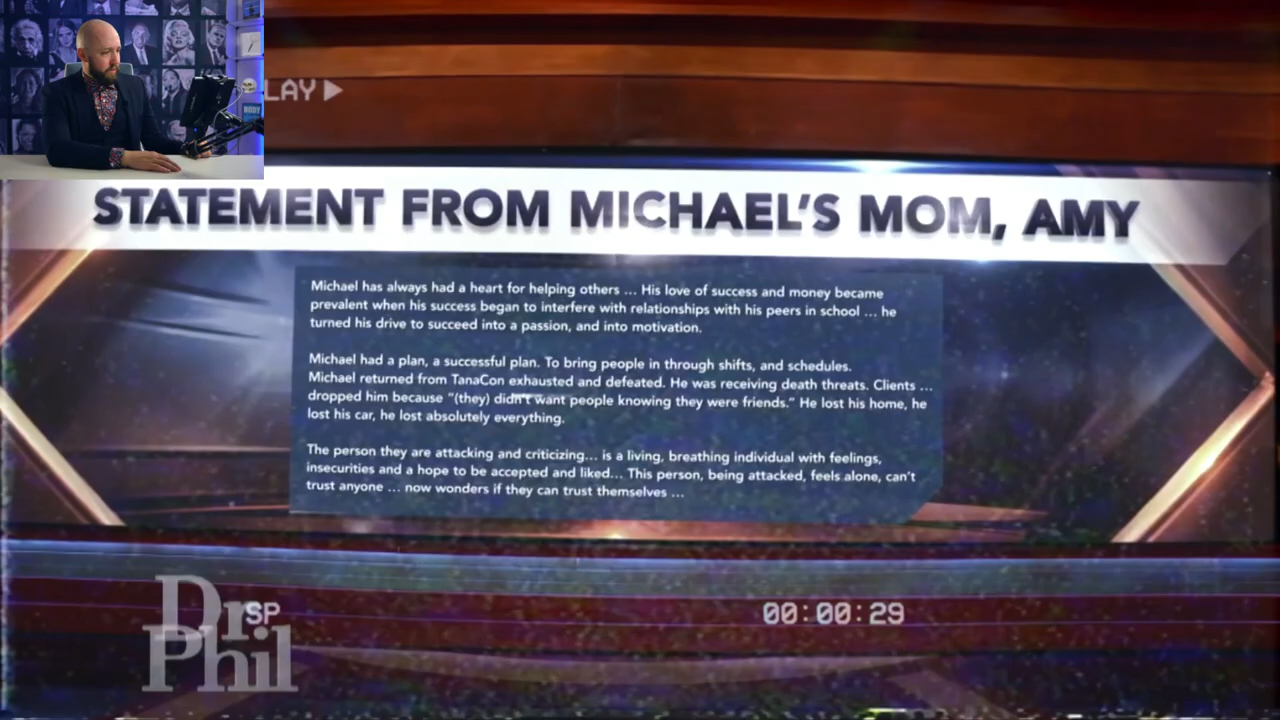 LAY
STATEMENT FROM MICHAEL'S MOM, AMY
Michael has always had a heart for helping others ... His love of success and money became
prevalent when his success began to interfere with relationships with his peers in school ... he
turned his drive to succeed into a passion, and into motivation.
Michael had a plan, a successful plan. To bring people in through shifts, and schedules.
Michael returned from TanaCon exhausted and defeated. He was receiving death threats. Clients ...
dropped him because "(they) didn't want people knowing they were friends." He lost his home, he
lost his car, he lost absolutely everything.
The person they are attacking and criticizing... is a living, breathing individual with feelings,
insecurities and a hope to be accepted and liked... This person, being attacked, feels alone, can't
trust anyone ... now wonders if they can trust themselves ...
Dr.
Phil
SP
00:00:29